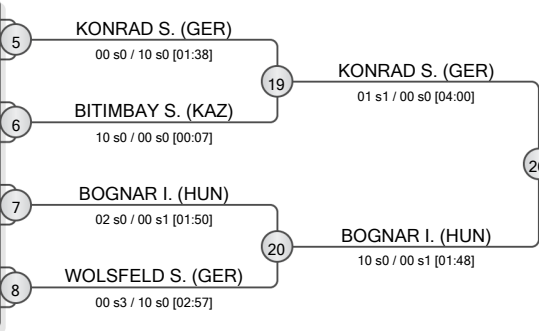 KONRAD S. (GER)
5
00 s0 / 10 s0 [01:38]
KONRAD S. (GER)
19
01 s1 / 00 s0 [04:00]
BITIMBAY S. (KAZ)
6
10 s0 / 00 s0 [00:07]
BOGNAR I. (HUN)
7
02 s0 / 00 s1 [01:50]
BOGNAR I. (HUN)
20
10 s0 / 00 s1 [01:48]
WOLSFELD S. (GER)
8
00 s3 / 10 s0 [02:57]